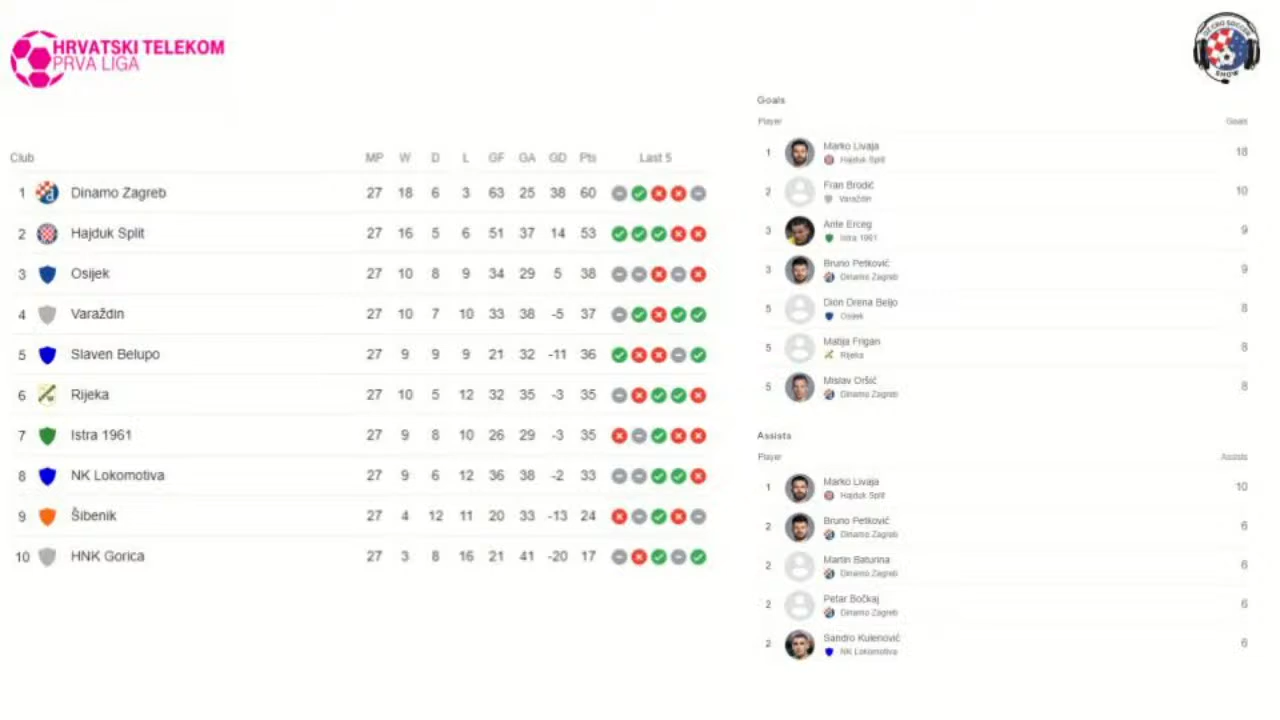 HRVATSKI TELEKOM
PRVA LIGA
CRO SOCCER
SHOW
Club MP W D L GF GA GD Pts Last 5
1 Dinamo Zagreb 27 18 6 3 63 25 38 60
2 Hajduk Split 27 16 5 6 51 37 14 53
3 Osijek 27 10 8 9 34 29 5 38
4 Varaždin 27 10 7 10 33 38 -5 37
5 Slaven Belupo 27 9 9 9 21 32 -11 36
6 Rijeka 27 10 5 12 32 35 -3 35
7 Istra 1961 27 9 8 10 26 29 -3 35
8 NK Lokomotiva 27 9 6 12 36 38 -2 33
9 Šibenik 27 4 12 11 20 33 -13 24
10 HNK Gorica 27 3 8 16 21 41 -20 17
Goals
Player Goals
1 Marko Livaja 18
Hajduk Split
2 Fran Brodić 10
Varaždin
3 Ante Erceg 9
Istra 1961
3 Bruno Petković 9
Dinamo Zagreb
5 Dion Drena Beljo 8
Osijek
5 Matija Frigan 8
Rijeka
5 Mislav Oršić 8
Dinamo Zagreb
Assists
Player Assists
1 Marko Livaja 10
Hajduk Split
2 Bruno Petković 6
Dinamo Zagreb
2 Martin Baturina 6
Dinamo Zagreb
2 Petar Bočkaj 6
Dinamo Zagreb
2 Sandro Kulenović 6
NK Lokomotiva